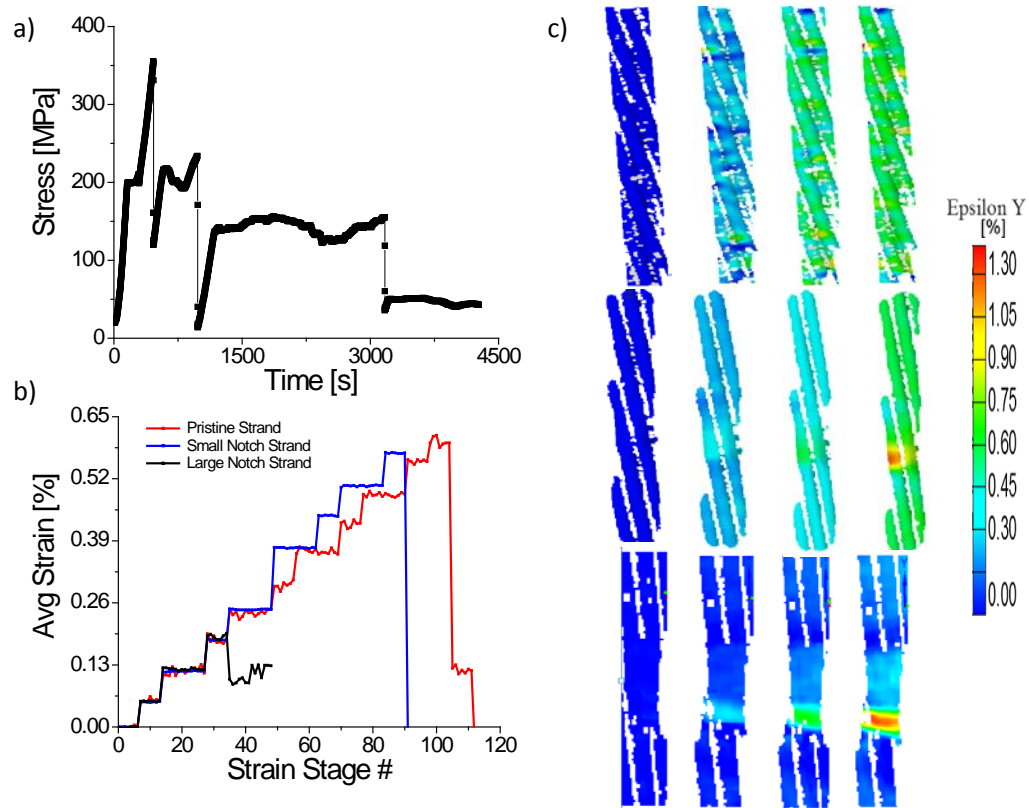 a)
400
300
200
100
0
Stress [MPa]
0 1500 3000 4500
Time [s]
b)
0.65
0.52
0.39
0.26
0.13
0.00
Avg Strain [%]
Pristine Strand
Small Notch Strand
Large Notch Strand
0 20 40 60 80 100 120
Strain Stage #
c)
Epsilon Y
[%]
1.30
1.05
0.90
0.75
0.60
0.45
0.30
0.00